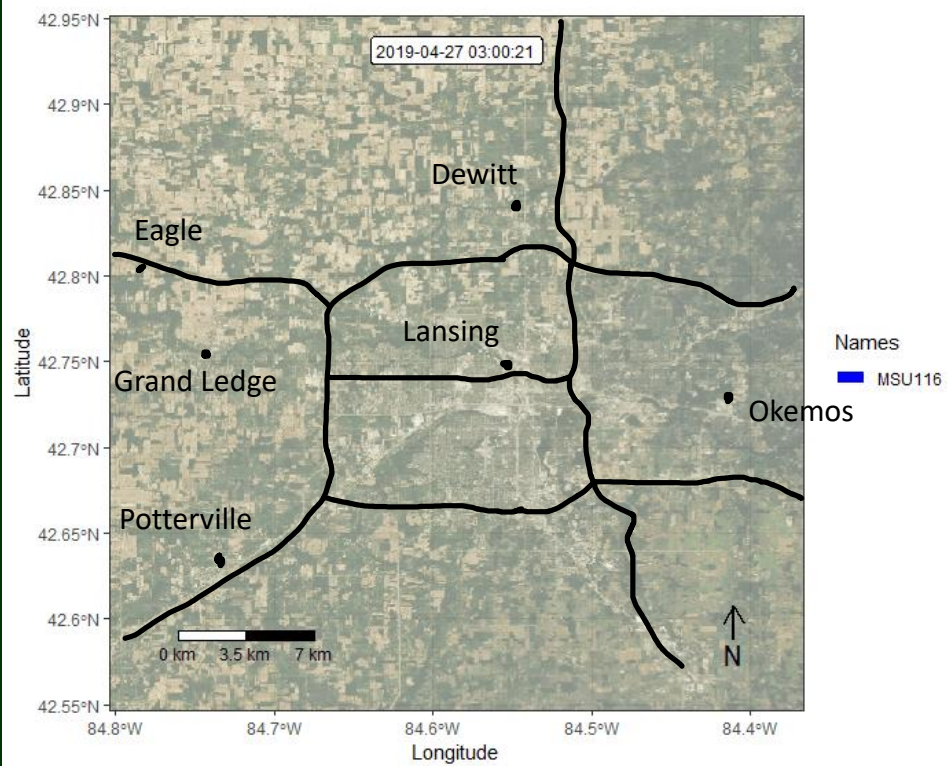 42.95°N
2019-04-27 03:00:21
42.9°N
Dewitt
42.85°N
Eagle
42.8°N
Lansing
42.75°N
Grand Ledge
Okemos
42.7°N
Potterville
42.65°N
42.6°N
0 km 3.5 km 7 km
N
42.55°N
84.8°W 84.7°W 84.6°W 84.5°W 84.4°W
Longitude
Latitude
Names
MSU116